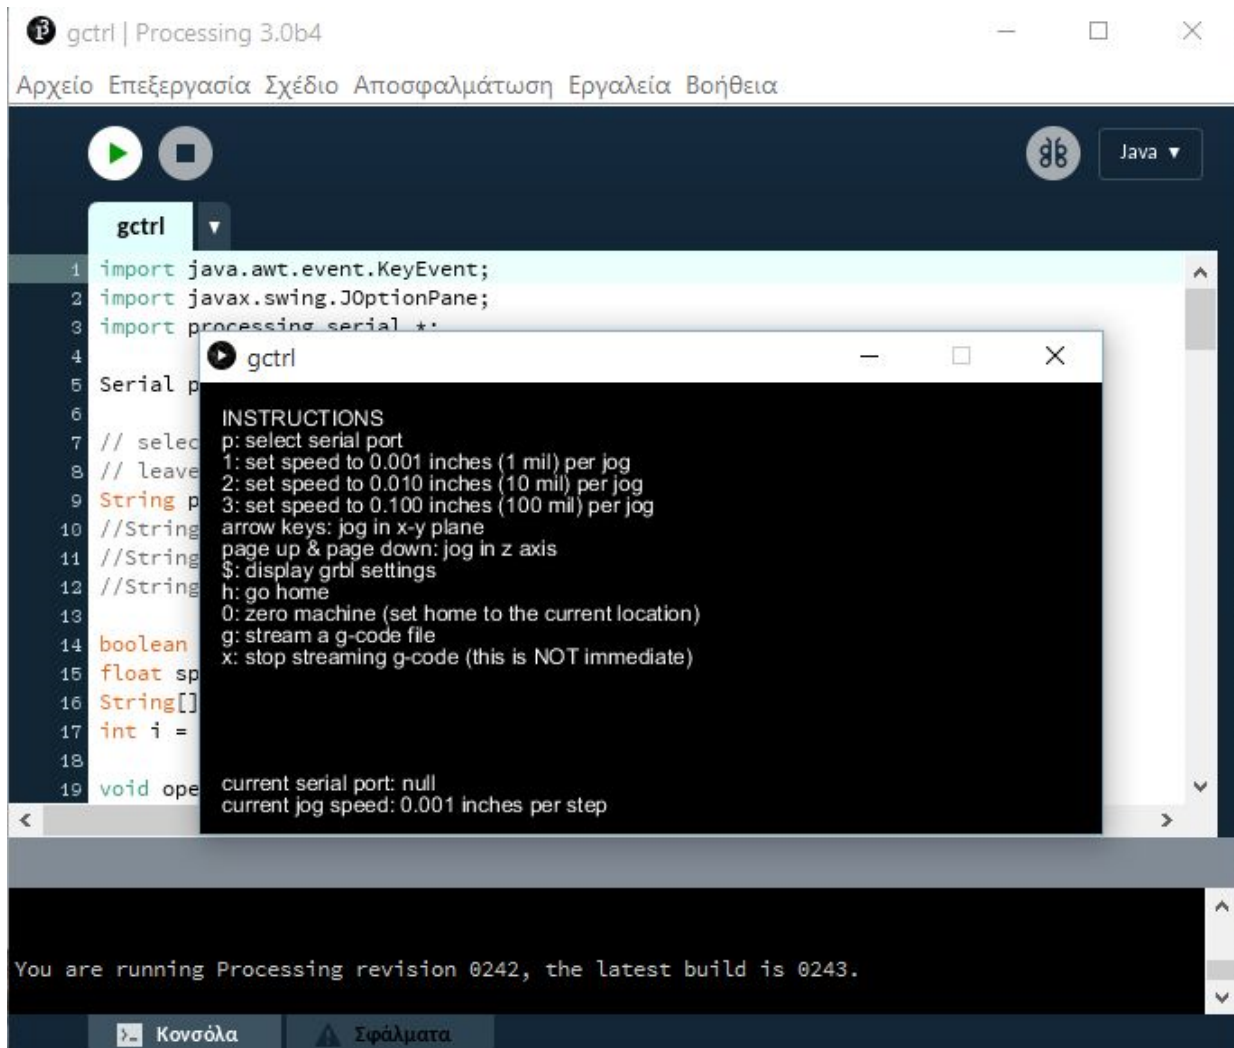 gctrl | Processing 3.0b4
Αρχείο Επεξεργασία Σχέδιο Αποσφαλμάτωση Εργαλεία Βοήθεια
Java
gctrl
1 import java.awt.event.KeyEvent;
2 import javax.swing.JOptionPane;
3 import processing.serial.*;
4
5 Serial p
6
7 // selec
8 // leave
9 String p
10 //String
11 //String
12 //String
13
14 boolean
15 float sp
16 String[]
17 int i =
18
19 void ope
gctrl
INSTRUCTIONS
p: select serial port
1: set speed to 0.001 inches (1 mil) per jog
2: set speed to 0.010 inches (10 mil) per jog
3: set speed to 0.100 inches (100 mil) per jog
arrow keys: jog in x-y plane
page up & page down: jog in z axis
$: display grbl settings
h: go home
0: zero machine (set home to the current location)
g: stream a g-code file
x: stop streaming g-code (this is NOT immediate)
current serial port: null
current jog speed: 0.001 inches per step
You are running Processing revision 0242, the latest build is 0243.
Κονσόλα
Σφάλματα